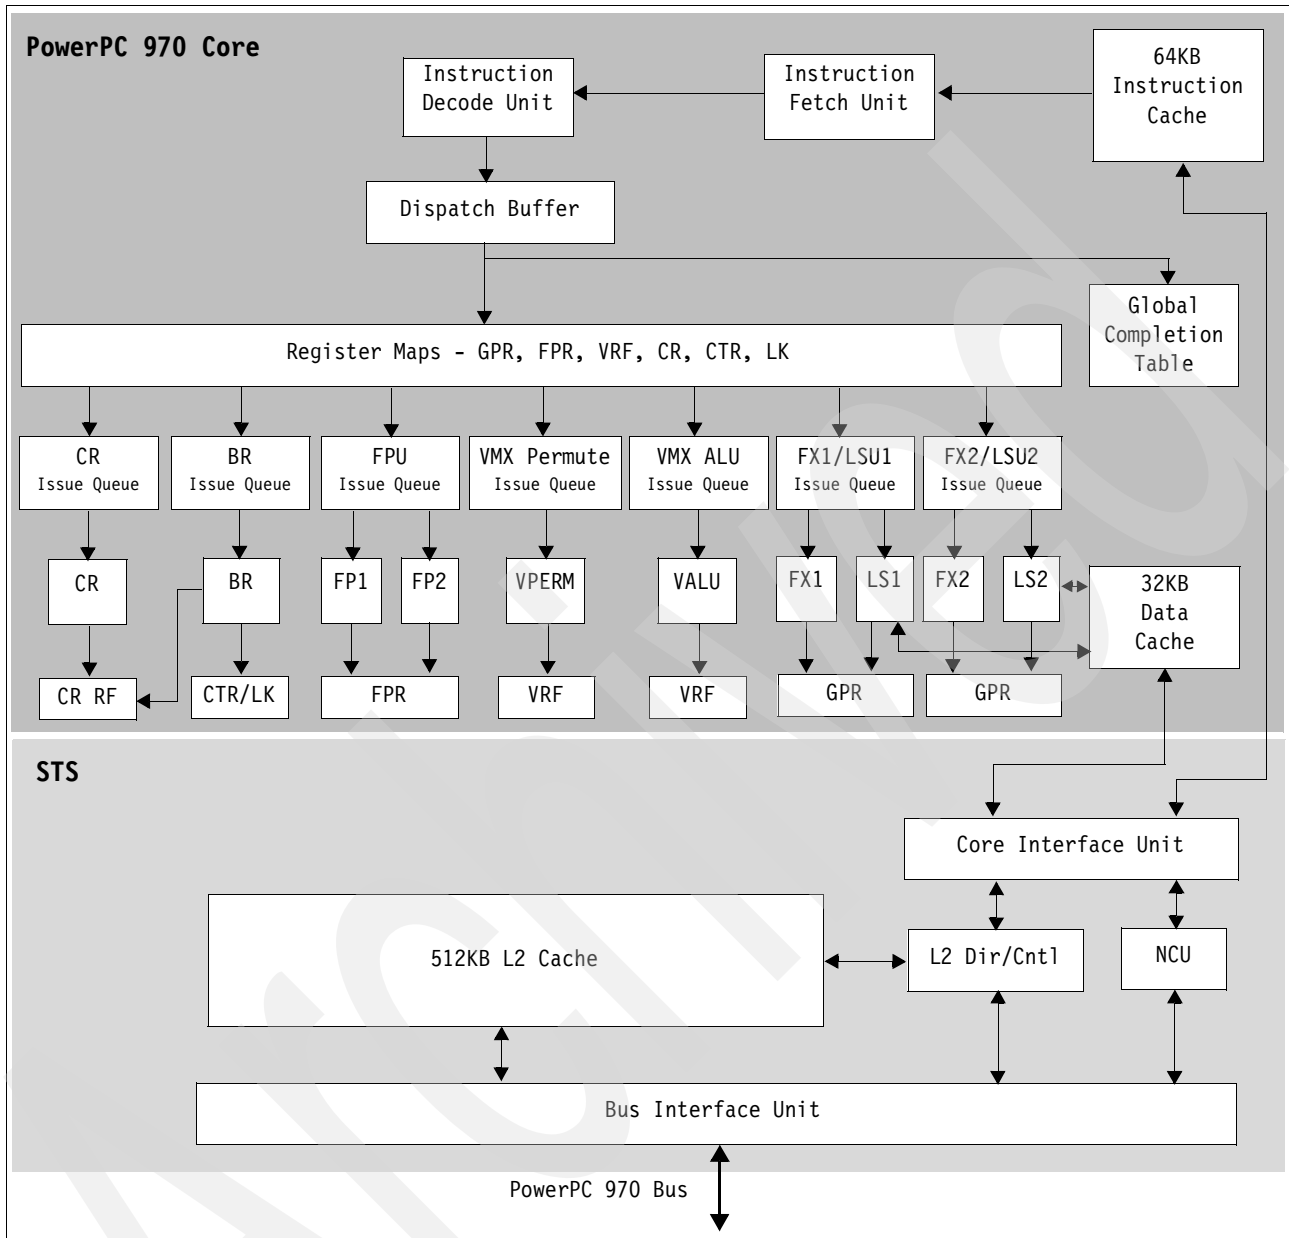 PowerPC 970 Core
64KB
Instruction
Cache
Instruction
Fetch Unit
Instruction
Decode Unit
Dispatch Buffer
Global
Completion
Table
Register Maps - GPR, FPR, VRF, CR, CTR, LK
CR
Issue Queue
BR
Issue Queue
FPU
Issue Queue
VMX Permute
Issue Queue
VMX ALU
Issue Queue
FX1/LSU1
Issue Queue
FX2/LSU2
Issue Queue
CR
BR
FP1
FP2
VPERM
VALU
FX1
LS1
FX2
LS2
32KB
Data
Cache
CR RF
CTR/LK
FPR
VRF
VRF
GPR
GPR
STS
Core Interface Unit
512KB L2 Cache
L2 Dir/Cntl
NCU
Bus Interface Unit
PowerPC 970 Bus
Archived